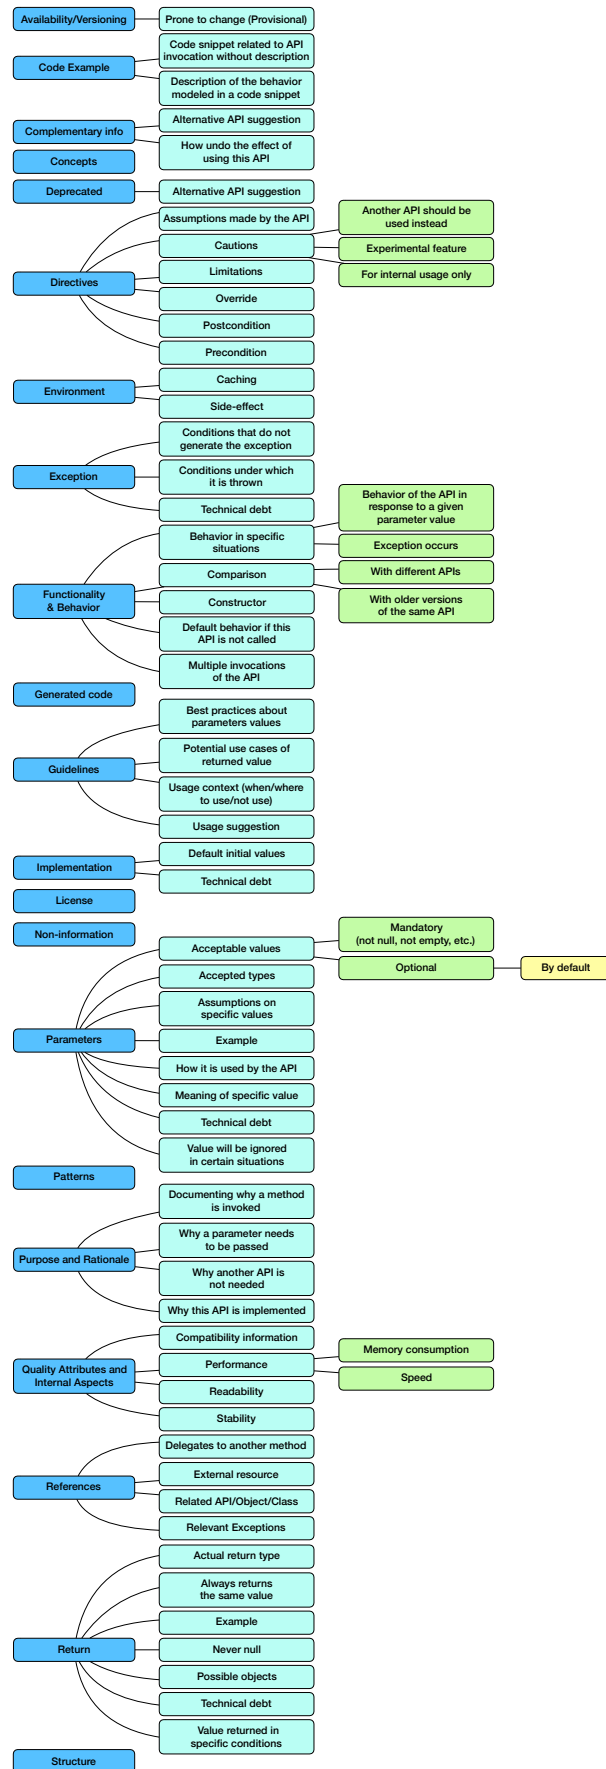 Availability/Versioning
Prone to change (Provisional)
Code Example
Code snippet related to API
invocation without description
Description of the behavior
modeled in a code snippet
Complementary info
Alternative API suggestion
How undo the effect of
using this API
Concepts
Deprecated
Alternative API suggestion
Directives
Assumptions made by the API
Cautions
Another API should be
used instead
Experimental feature
For internal usage only
Limitations
Override
Postcondition
Precondition
Environment
Caching
Side-effect
Exception
Conditions that do not
generate the exception
Conditions under which
it is thrown
Technical debt
Functionality
& Behavior
Behavior in specific
situations
Behavior of the API in
response to a given
parameter value
Exception occurs
Comparison
With different APIs
With older versions
of the same API
Constructor
Default behavior if this
API is not called
Multiple invocations
of the API
Generated code
Guidelines
Best practices about
parameters values
Potential use cases of
returned value
Usage context (when/where
to use/not use)
Usage suggestion
Implementation
Default initial values
Technical debt
License
Non-information
Parameters
Acceptable values
Mandatory
(not null, not empty, etc.)
Optional
By default
Accepted types
Assumptions on
specific values
Example
How it is used by the API
Meaning of specific value
Technical debt
Value will be ignored
in certain situations
Patterns
Purpose and Rationale
Documenting why a method
is invoked
Why a parameter needs
to be passed
Why another API is
not needed
Why this API is implemented
Quality Attributes and
Internal Aspects
Compatibility information
Performance
Memory consumption
Speed
Readability
Stability
References
Delegates to another method
External resource
Related API/Object/Class
Relevant Exceptions
Return
Actual return type
Always returns
the same value
Example
Never null
Possible objects
Technical debt
Value returned in
specific conditions
Structure